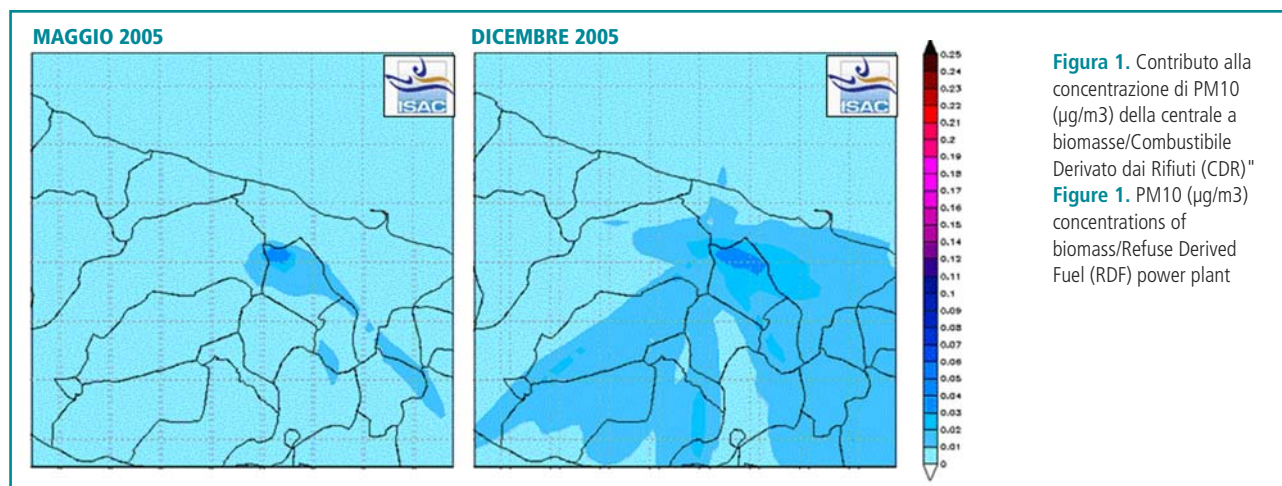 MAGGIO 2005
DICEMBRE 2005
ISAC
ISAC
0.25
0.24
0.23
0.22
0.21
0.2
0.19
0.18
0.17
0.16
0.15
0.14
0.13
0.12
0.11
0.1
0.09
0.08
0.07
0.06
0.05
0.04
0.03
0.02
0.01
0
Figura 1. Contributo alla
concentrazione di PM10
(µg/m3) della centrale a
biomasse/Combustibile
Derivato dai Rifiuti (CDR)"
Figure 1. PM10 (µg/m3)
concentrations of
biomass/Refuse Derived
Fuel (RDF) power plant